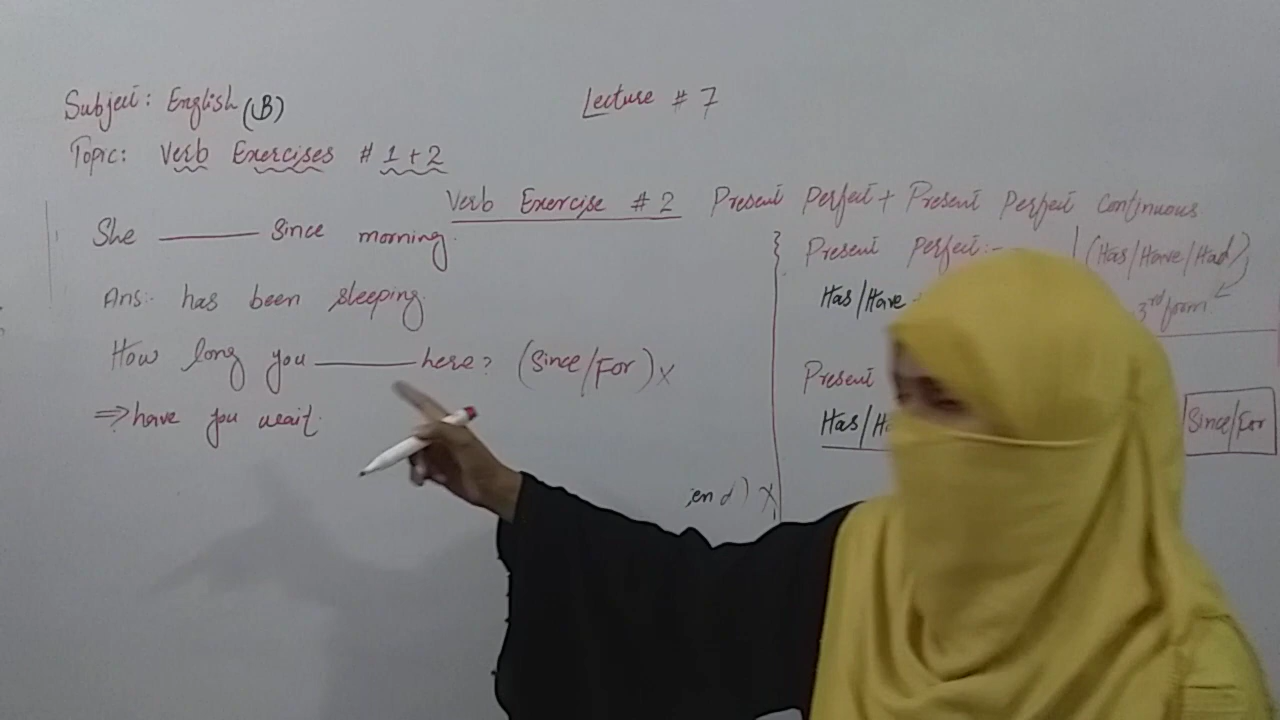 Subject: English (B)
Lecture # 7
Topic: Verb Exercises # 1 + 2
Verb Exercise # 2 Present Perfect + Present Perfect Continuous
She ______ Since morning.
Ans:- has been sleeping.
How long you ______ here? (Since/For) x
⇒ have you wait.
Present Perfect:-
(Has/Have/Had)
Has/Have
3rd form
Present
Has/Ha
Since/For